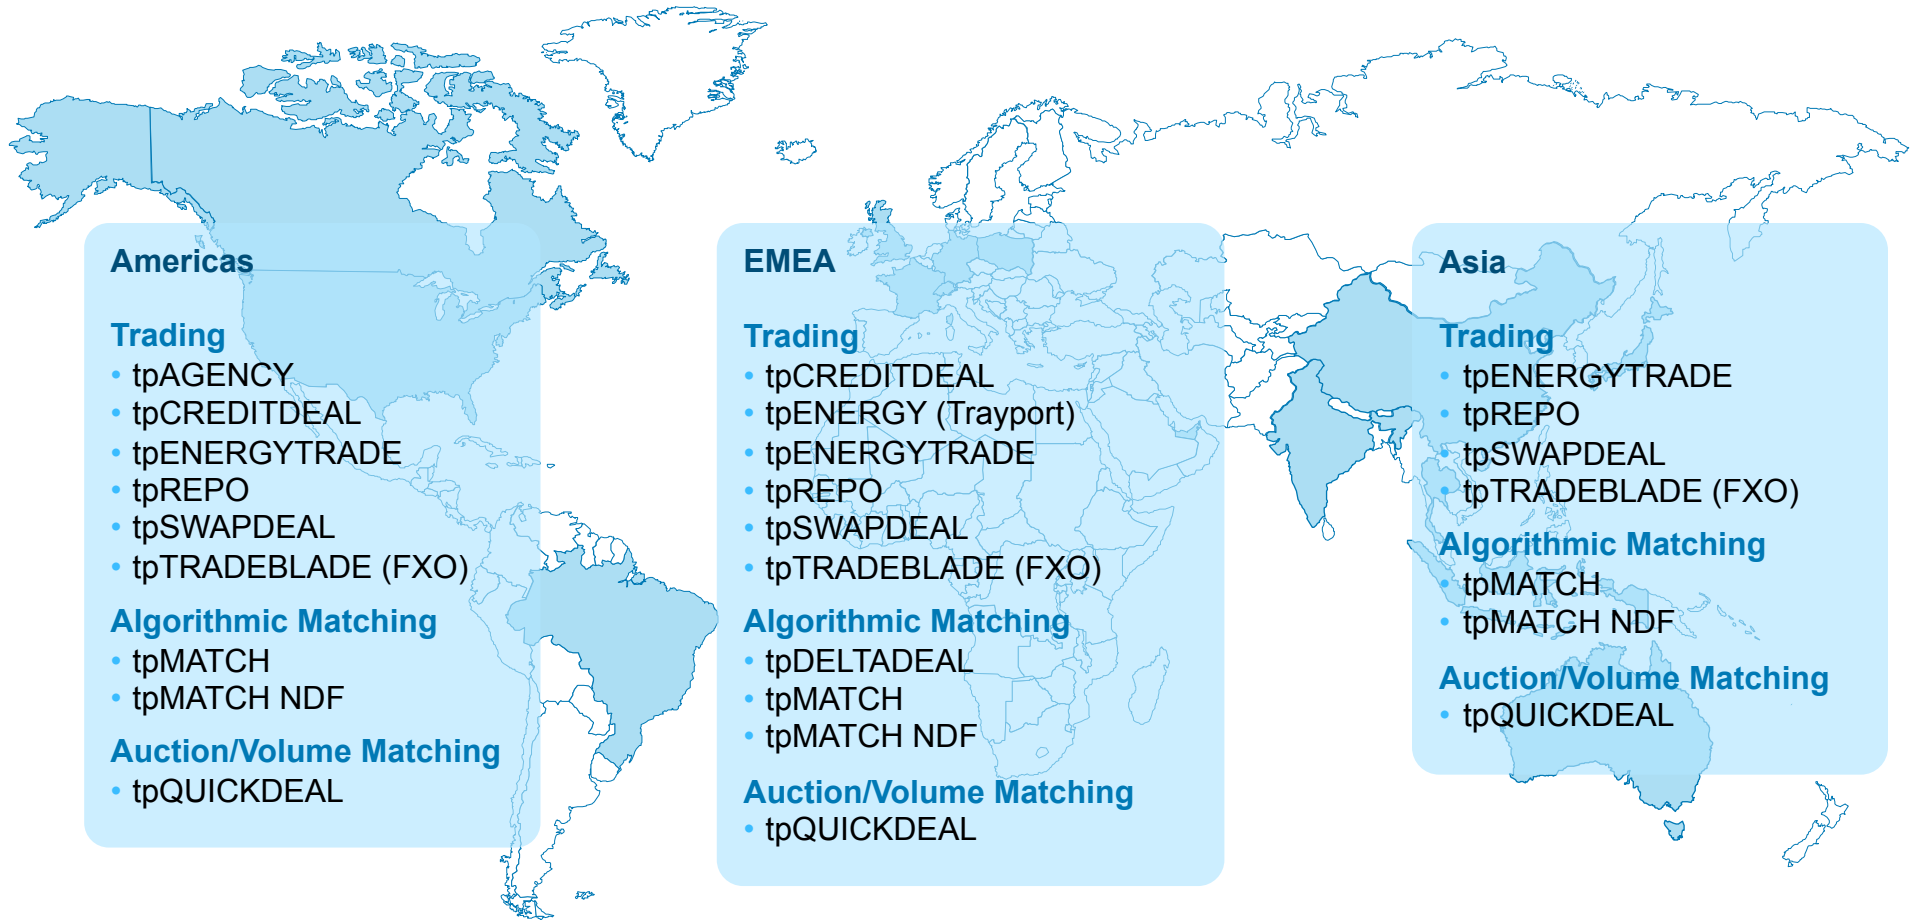 Americas
Trading
• tpAGENCY
• tpCREDITDEAL
• tpENERGYTRADE
• tpREPO
• tpSWAPDEAL
• tpTRADEBLADE (FXO)
Algorithmic Matching
• tpMATCH
• tpMATCH NDF
Auction/Volume Matching
• tpQUICKDEAL
EMEA
Trading
• tpCREDITDEAL
• tpENERGY (Trayport)
• tpENERGYTRADE
• tpREPO
• tpSWAPDEAL
• tpTRADEBLADE (FXO)
Algorithmic Matching
• tpDELTADEAL
• tpMATCH
• tpMATCH NDF
Auction/Volume Matching
• tpQUICKDEAL
Asia
Trading
• tpENERGYTRADE
• tpREPO
• tpSWAPDEAL
• tpTRADEBLADE (FXO)
Algorithmic Matching
• tpMATCH
• tpMATCH NDF
Auction/Volume Matching
• tpQUICKDEAL